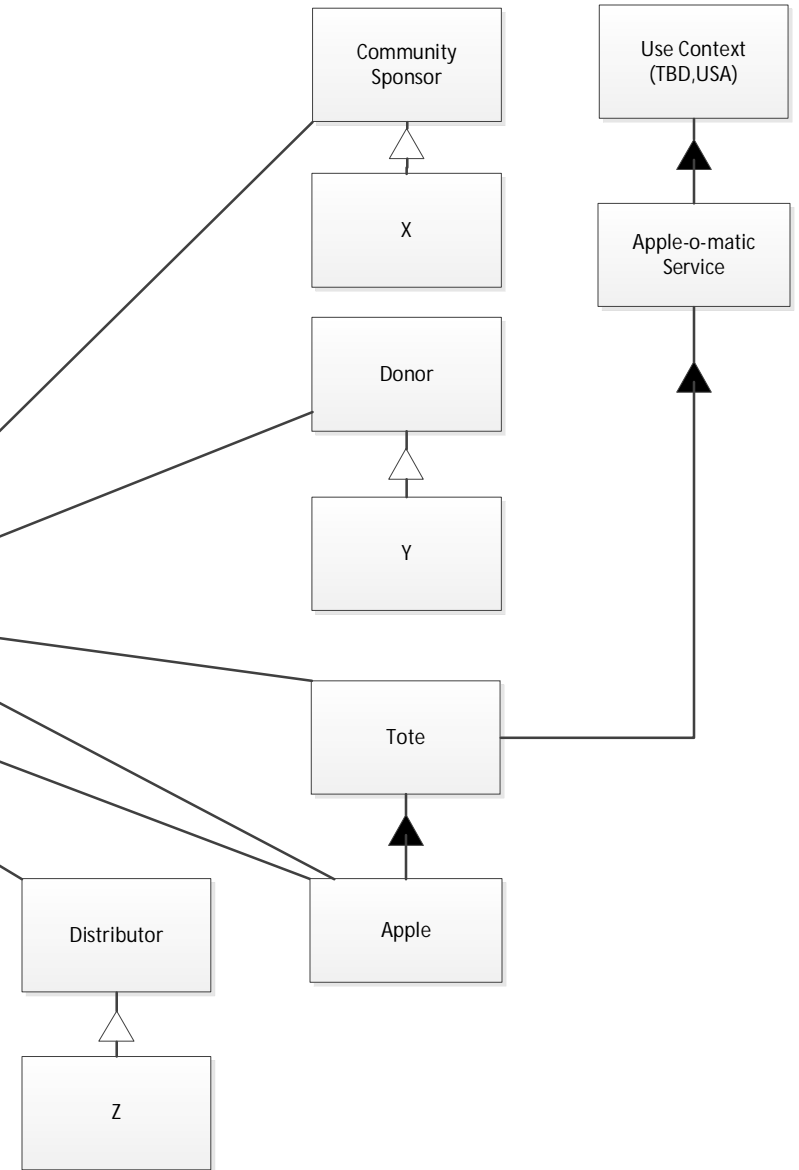 Community
Sponsor
Use Context
(TBD,USA)
X
Apple-o-matic
Service
Donor
Y
Tote
Apple
Distributor
Z